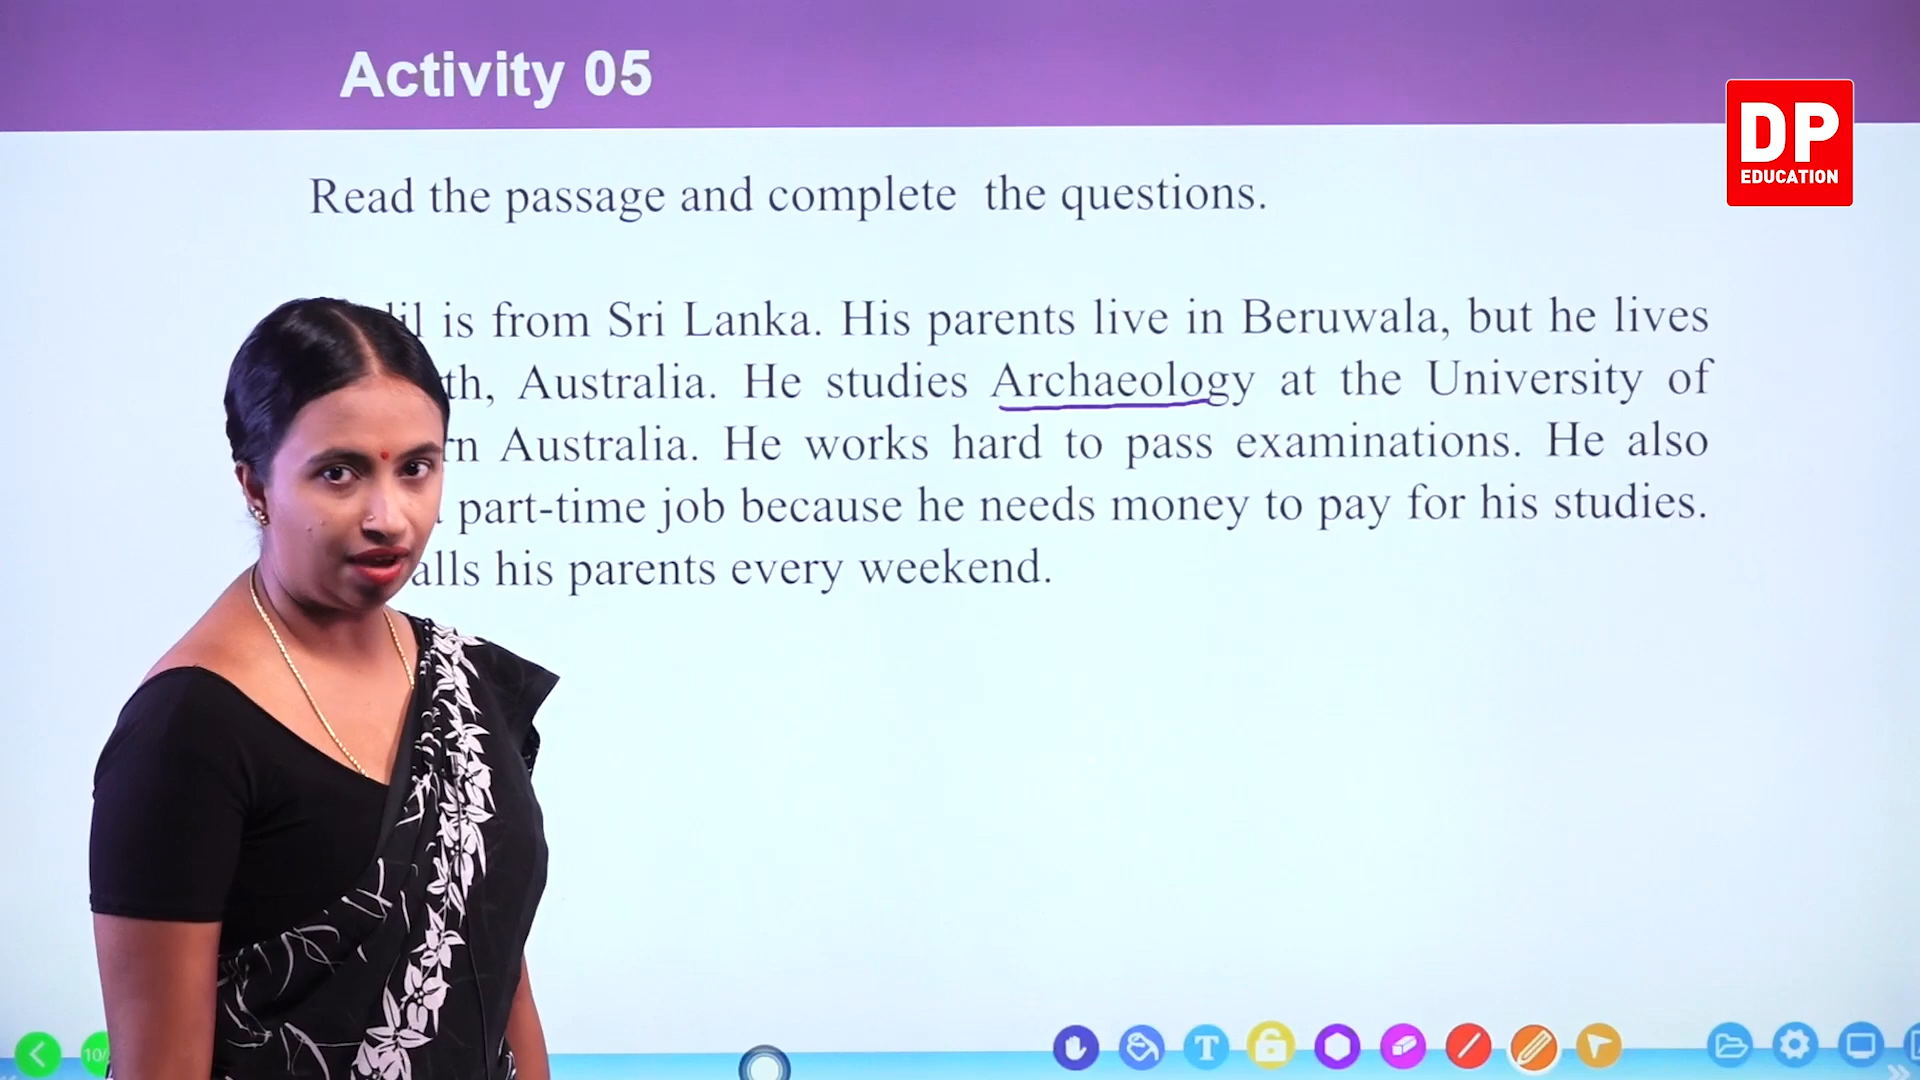 Activity 05
DP
EDUCATION
Read the passage and complete the questions.
is from Sri Lanka. His parents live in Beruwala, but he lives
Australia. He studies Archaeology at the University of
Australia. He works hard to pass examinations. He also
part-time job because he needs money to pay for his studies.
his parents every weekend.
T